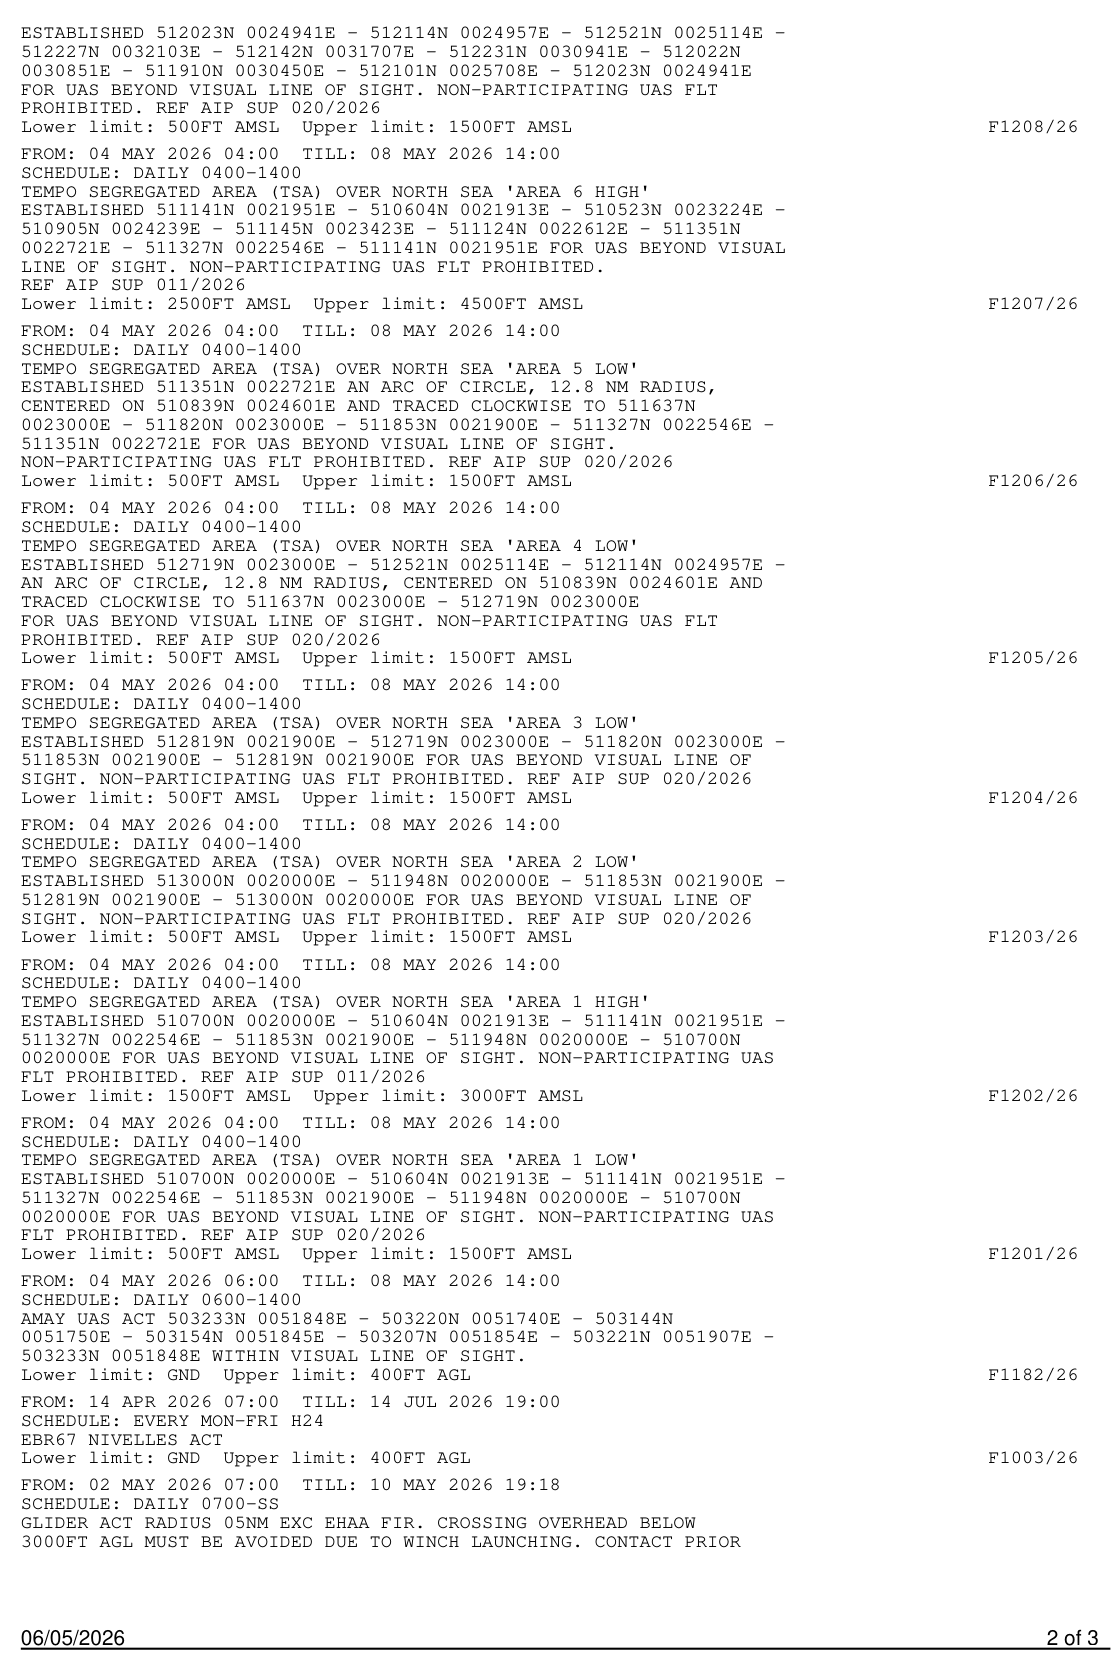 ESTABLISHED 512023N 0024941E - 512114N 0024957E - 512521N 0025114E -
512227N 0032103E - 512142N 0031707E - 512231N 0030941E - 512022N
0030851E - 511910N 0030450E - 512101N 0025708E - 512023N 0024941E
FOR UAS BEYOND VISUAL LINE OF SIGHT. NON-PARTICIPATING UAS FLT
PROHIBITED. REF AIP SUP 020/2026
Lower limit: 500FT AMSL  Upper limit: 1500FT AMSL F1208/26
FROM: 04 MAY 2026 04:00  TILL: 08 MAY 2026 14:00
SCHEDULE: DAILY 0400-1400
TEMPO SEGREGATED AREA (TSA) OVER NORTH SEA 'AREA 6 HIGH'
ESTABLISHED 511141N 0021951E - 510604N 0021913E - 510523N 0023224E -
510905N 0024239E - 511145N 0023423E - 511124N 0022612E - 511351N
0022721E - 511327N 0022546E - 511141N 0021951E FOR UAS BEYOND VISUAL
LINE OF SIGHT. NON-PARTICIPATING UAS FLT PROHIBITED.
REF AIP SUP 011/2026
Lower limit: 2500FT AMSL  Upper limit: 4500FT AMSL F1207/26
FROM: 04 MAY 2026 04:00  TILL: 08 MAY 2026 14:00
SCHEDULE: DAILY 0400-1400
TEMPO SEGREGATED AREA (TSA) OVER NORTH SEA 'AREA 5 LOW'
ESTABLISHED 511351N 0022721E AN ARC OF CIRCLE, 12.8 NM RADIUS,
CENTERED ON 510839N 0024601E AND TRACED CLOCKWISE TO 511637N
0023000E - 511820N 0023000E - 511853N 0021900E - 511327N 0022546E -
511351N 0022721E FOR UAS BEYOND VISUAL LINE OF SIGHT.
NON-PARTICIPATING UAS FLT PROHIBITED. REF AIP SUP 020/2026
Lower limit: 500FT AMSL  Upper limit: 1500FT AMSL F1206/26
FROM: 04 MAY 2026 04:00  TILL: 08 MAY 2026 14:00
SCHEDULE: DAILY 0400-1400
TEMPO SEGREGATED AREA (TSA) OVER NORTH SEA 'AREA 4 LOW'
ESTABLISHED 512719N 0023000E - 512521N 0025114E - 512114N 0024957E -
AN ARC OF CIRCLE, 12.8 NM RADIUS, CENTERED ON 510839N 0024601E AND
TRACED CLOCKWISE TO 511637N 0023000E - 512719N 0023000E
FOR UAS BEYOND VISUAL LINE OF SIGHT. NON-PARTICIPATING UAS FLT
PROHIBITED. REF AIP SUP 020/2026
Lower limit: 500FT AMSL  Upper limit: 1500FT AMSL F1205/26
FROM: 04 MAY 2026 04:00  TILL: 08 MAY 2026 14:00
SCHEDULE: DAILY 0400-1400
TEMPO SEGREGATED AREA (TSA) OVER NORTH SEA 'AREA 3 LOW'
ESTABLISHED 512819N 0021900E - 512719N 0023000E - 511820N 0023000E -
511853N 0021900E - 512819N 0021900E FOR UAS BEYOND VISUAL LINE OF
SIGHT. NON-PARTICIPATING UAS FLT PROHIBITED. REF AIP SUP 020/2026
Lower limit: 500FT AMSL  Upper limit: 1500FT AMSL F1204/26
FROM: 04 MAY 2026 04:00  TILL: 08 MAY 2026 14:00
SCHEDULE: DAILY 0400-1400
TEMPO SEGREGATED AREA (TSA) OVER NORTH SEA 'AREA 2 LOW'
ESTABLISHED 513000N 0020000E - 511948N 0020000E - 511853N 0021900E -
512819N 0021900E - 513000N 0020000E FOR UAS BEYOND VISUAL LINE OF
SIGHT. NON-PARTICIPATING UAS FLT PROHIBITED. REF AIP SUP 020/2026
Lower limit: 500FT AMSL  Upper limit: 1500FT AMSL F1203/26
FROM: 04 MAY 2026 04:00  TILL: 08 MAY 2026 14:00
SCHEDULE: DAILY 0400-1400
TEMPO SEGREGATED AREA (TSA) OVER NORTH SEA 'AREA 1 HIGH'
ESTABLISHED 510700N 0020000E - 510604N 0021913E - 511141N 0021951E -
511327N 0022546E - 511853N 0021900E - 511948N 0020000E - 510700N
0020000E FOR UAS BEYOND VISUAL LINE OF SIGHT. NON-PARTICIPATING UAS
FLT PROHIBITED. REF AIP SUP 011/2026
Lower limit: 1500FT AMSL  Upper limit: 3000FT AMSL F1202/26
FROM: 04 MAY 2026 04:00  TILL: 08 MAY 2026 14:00
SCHEDULE: DAILY 0400-1400
TEMPO SEGREGATED AREA (TSA) OVER NORTH SEA 'AREA 1 LOW'
ESTABLISHED 510700N 0020000E - 510604N 0021913E - 511141N 0021951E -
511327N 0022546E - 511853N 0021900E - 511948N 0020000E - 510700N
0020000E FOR UAS BEYOND VISUAL LINE OF SIGHT. NON-PARTICIPATING UAS
FLT PROHIBITED. REF AIP SUP 020/2026
Lower limit: 500FT AMSL  Upper limit: 1500FT AMSL F1201/26
FROM: 04 MAY 2026 06:00  TILL: 08 MAY 2026 14:00
SCHEDULE: DAILY 0600-1400
AMAY UAS ACT 503233N 0051848E - 503220N 0051740E - 503144N
0051750E - 503154N 0051845E - 503207N 0051854E - 503221N 0051907E -
503233N 0051848E WITHIN VISUAL LINE OF SIGHT.
Lower limit: GND  Upper limit: 400FT AGL F1182/26
FROM: 14 APR 2026 07:00  TILL: 14 JUL 2026 19:00
SCHEDULE: EVERY MON-FRI H24
EBR67 NIVELLES ACT
Lower limit: GND  Upper limit: 400FT AGL F1003/26
FROM: 02 MAY 2026 07:00  TILL: 10 MAY 2026 19:18
SCHEDULE: DAILY 0700-SS
GLIDER ACT RADIUS 05NM EXC EHAA FIR. CROSSING OVERHEAD BELOW
3000FT AGL MUST BE AVOIDED DUE TO WINCH LAUNCHING. CONTACT PRIOR
06/05/2026 2 of 3